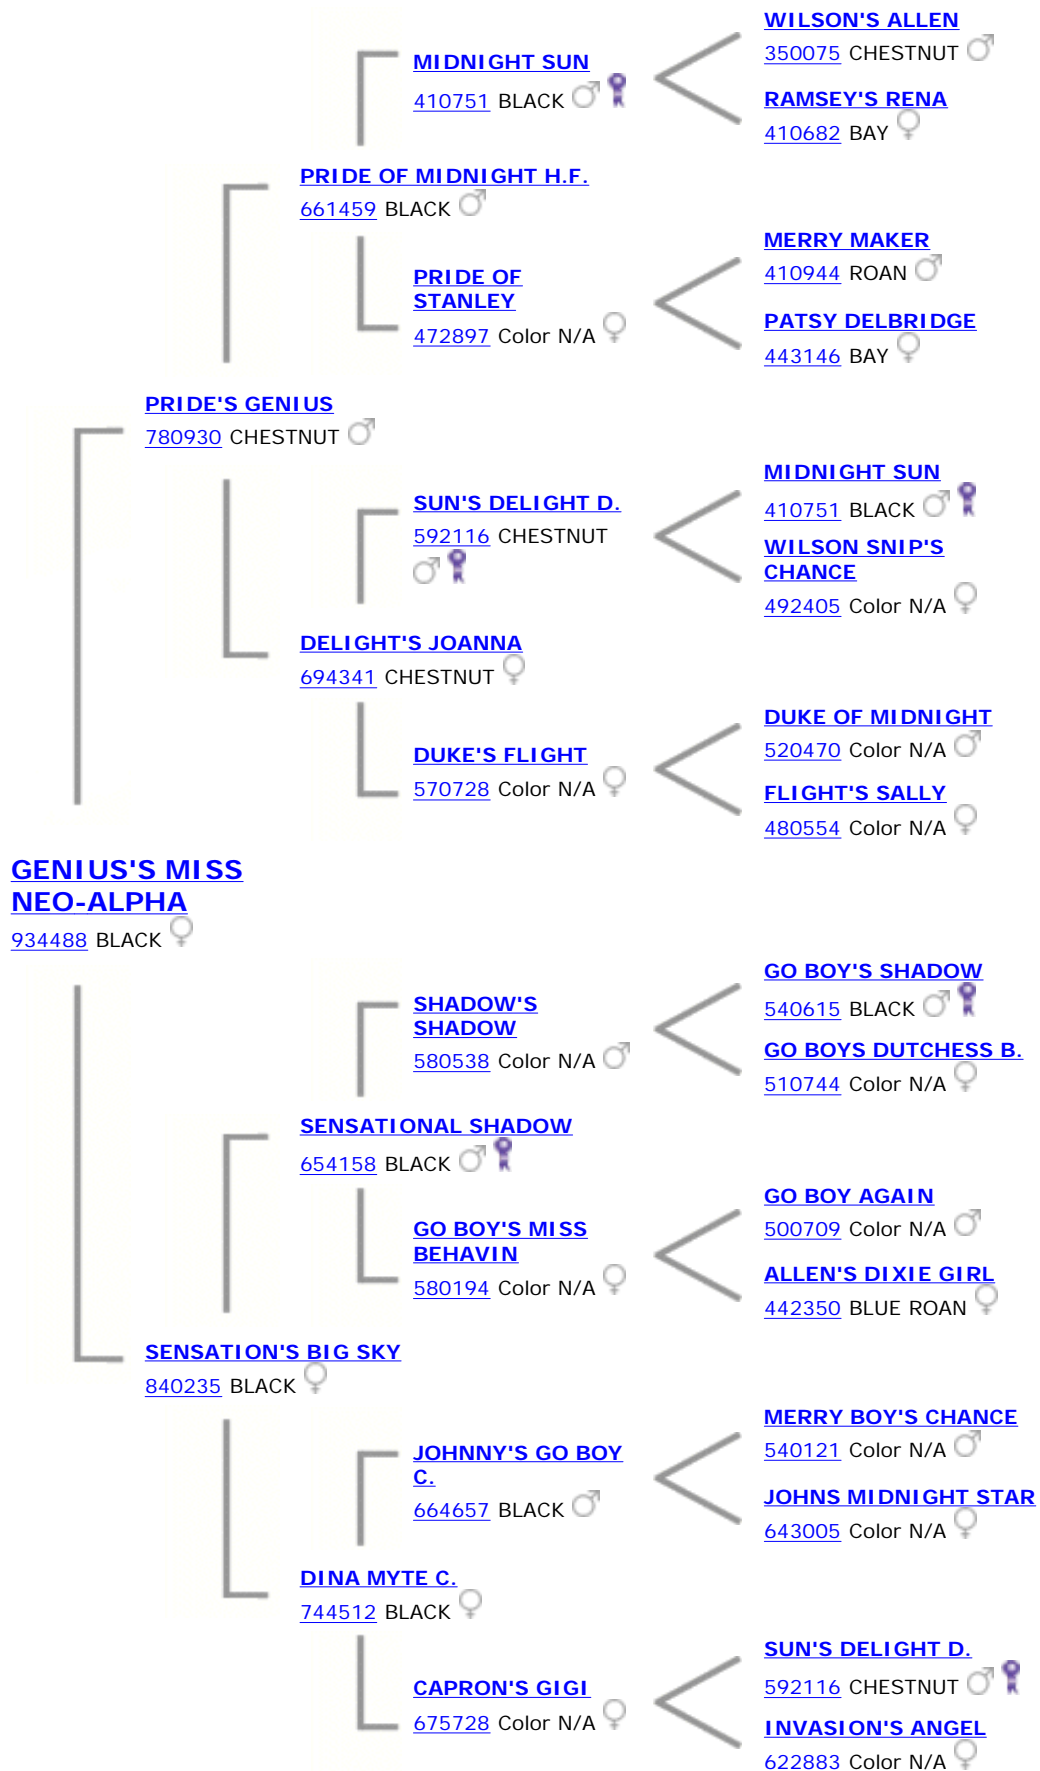 WILSON'S ALLEN
350075 CHESTNUT
MIDNIGHT SUN
410751 BLACK
RAMSEY'S RENA
410682 BAY
PRIDE OF MIDNIGHT H.F.
661459 BLACK
MERRY MAKER
410944 ROAN
PRIDE OF
STANLEY
472897 Color N/A
PATSY DELBRIDGE
443146 BAY
PRIDE'S GENIUS
780930 CHESTNUT
MIDNIGHT SUN
410751 BLACK
SUN'S DELIGHT D.
592116 CHESTNUT
WILSON SNIP'S
CHANCE
492405 Color N/A
DELIGHT'S JOANNA
694341 CHESTNUT
DUKE OF MIDNIGHT
520470 Color N/A
DUKE'S FLIGHT
570728 Color N/A
FLIGHT'S SALLY
480554 Color N/A
GENIUS'S MISS
NEO-ALPHA
934488 BLACK
GO BOY'S SHADOW
540615 BLACK
SHADOW'S
SHADOW
580538 Color N/A
GO BOYS DUTCHESS B.
510744 Color N/A
SENSATIONAL SHADOW
654158 BLACK
GO BOY AGAIN
500709 Color N/A
GO BOY'S MISS
BEHAVIN
580194 Color N/A
ALLEN'S DIXIE GIRL
442350 BLUE ROAN
SENSATION'S BIG SKY
840235 BLACK
MERRY BOY'S CHANCE
540121 Color N/A
JOHNNY'S GO BOY
C.
664657 BLACK
JOHNS MIDNIGHT STAR
643005 Color N/A
DINA MYTE C.
744512 BLACK
SUN'S DELIGHT D.
592116 CHESTNUT
CAPRON'S GIGI
675728 Color N/A
INVASION'S ANGEL
622883 Color N/A